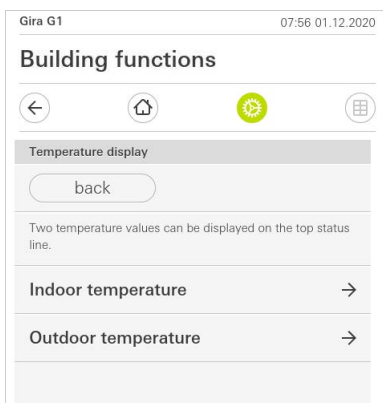 Gira G1 07:56 01.12.2020
Building functions
Temperature display
back
Two temperature values can be displayed on the top status
line.
Indoor temperature
Outdoor temperature